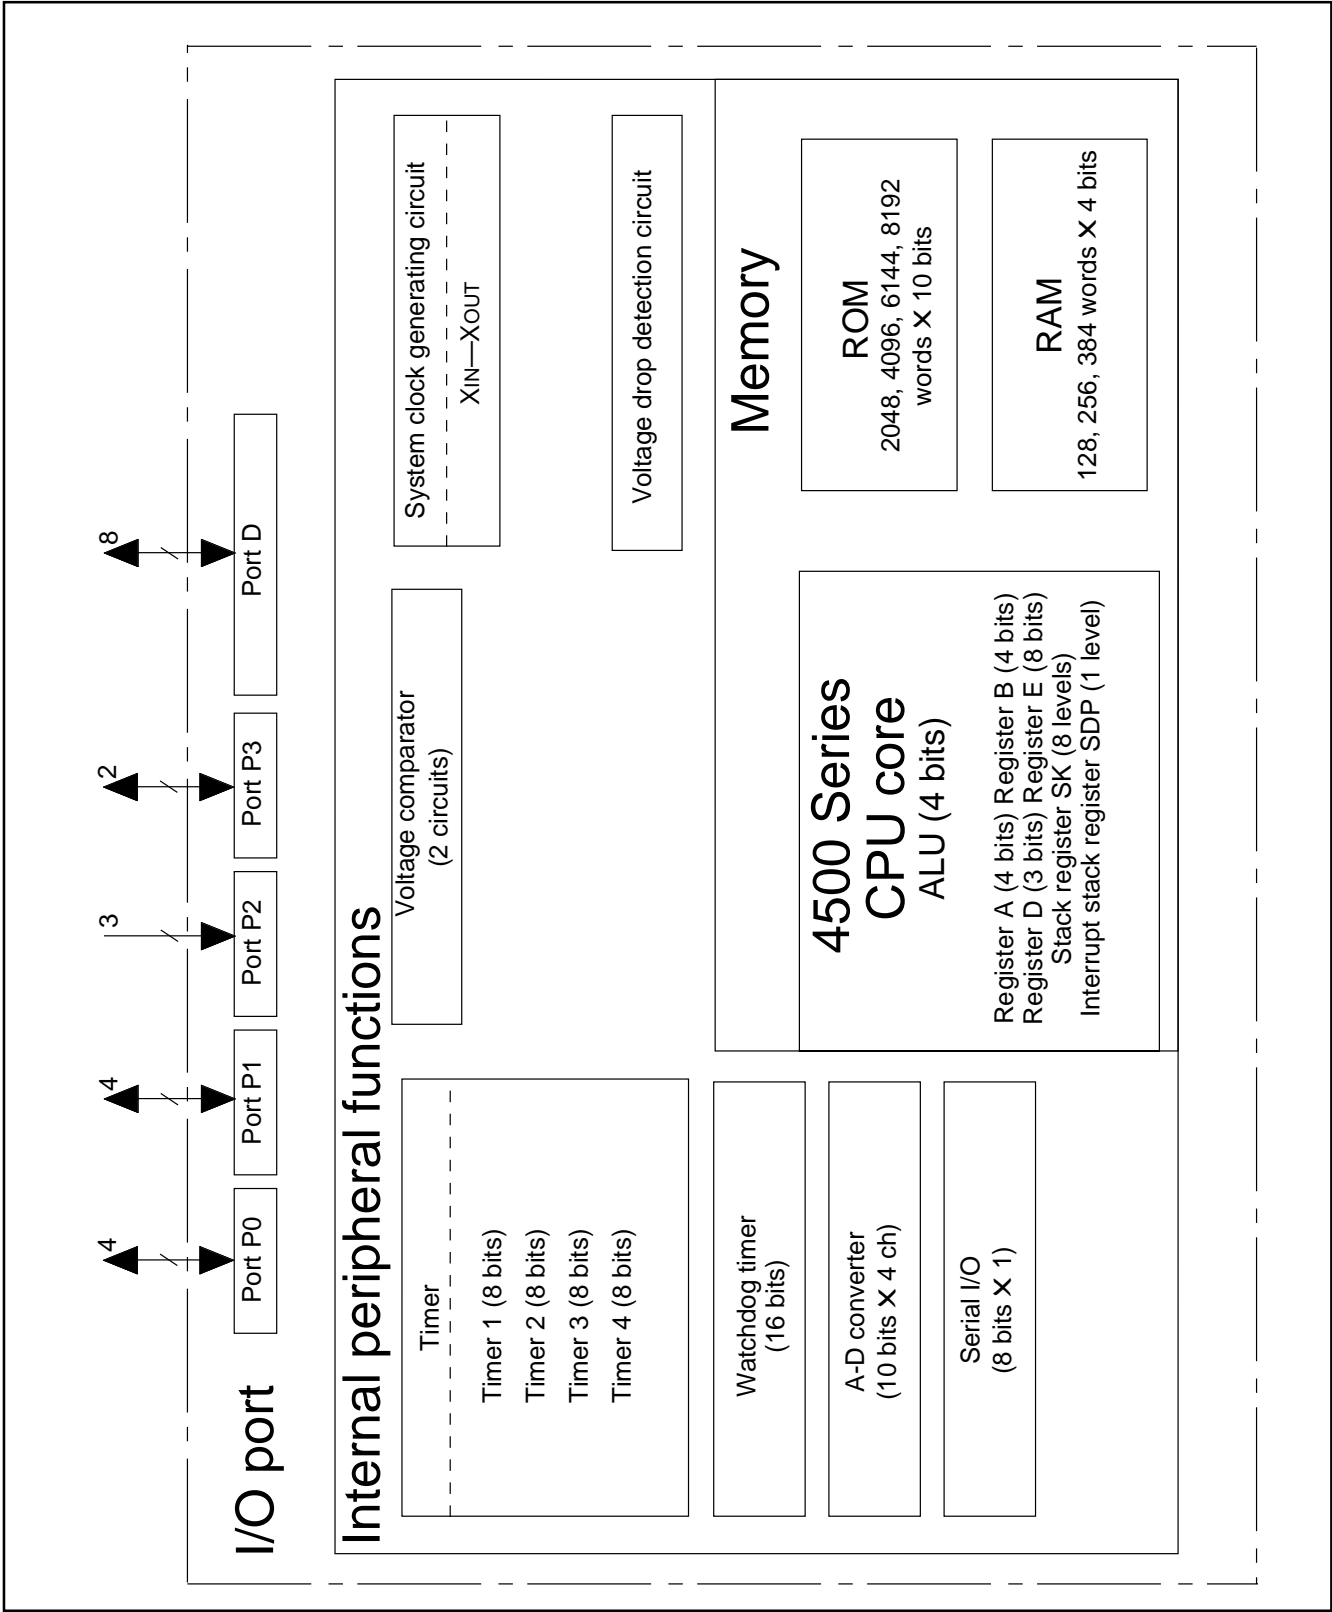 4
4
3
2
8
I/O port
Port P0
Port P1
Port P2
Port P3
Port D
Internal peripheral functions
Timer
Timer 1 (8 bits)
Timer 2 (8 bits)
Timer 3 (8 bits)
Timer 4 (8 bits)
Watchdog timer
(16 bits)
A-D converter
(10 bits ✕ 4 ch)
Serial I/O
(8 bits ✕ 1)
Voltage comparator
(2 circuits)
System clock generating circuit
XIN—XOUT
Voltage drop detection circuit
4500 Series
CPU core
ALU (4 bits)
Register A (4 bits) Register B (4 bits)
Register D (3 bits) Register E (8 bits)
Stack register SK (8 levels)
Interrupt stack register SDP (1 level)
Memory
ROM
2048, 4096, 6144, 8192
words ✕ 10 bits
RAM
128, 256, 384 words ✕ 4 bits